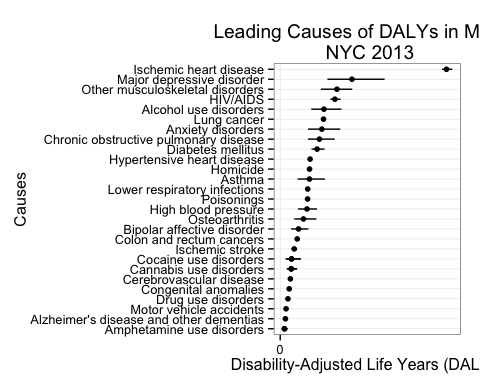 Leading Causes of DALYs in M
NYC 2013
Ischemic heart disease
Major depressive disorder
Other musculoskeletal disorders
HIV/AIDS
Alcohol use disorders
Lung cancer
Anxiety disorders
Chronic obstructive pulmonary disease
Diabetes mellitus
Hypertensive heart disease
Homicide
Asthma
Lower respiratory infections
Poisonings
High blood pressure
Osteoarthritis
Bipolar affective disorder
Colon and rectum cancers
Ischemic stroke
Cocaine use disorders
Cannabis use disorders
Cerebrovascular disease
Congenital anomalies
Drug use disorders
Motor vehicle accidents
Alzheimer's disease and other dementias
Amphetamine use disorders
Causes
0
Disability-Adjusted Life Years (DAL